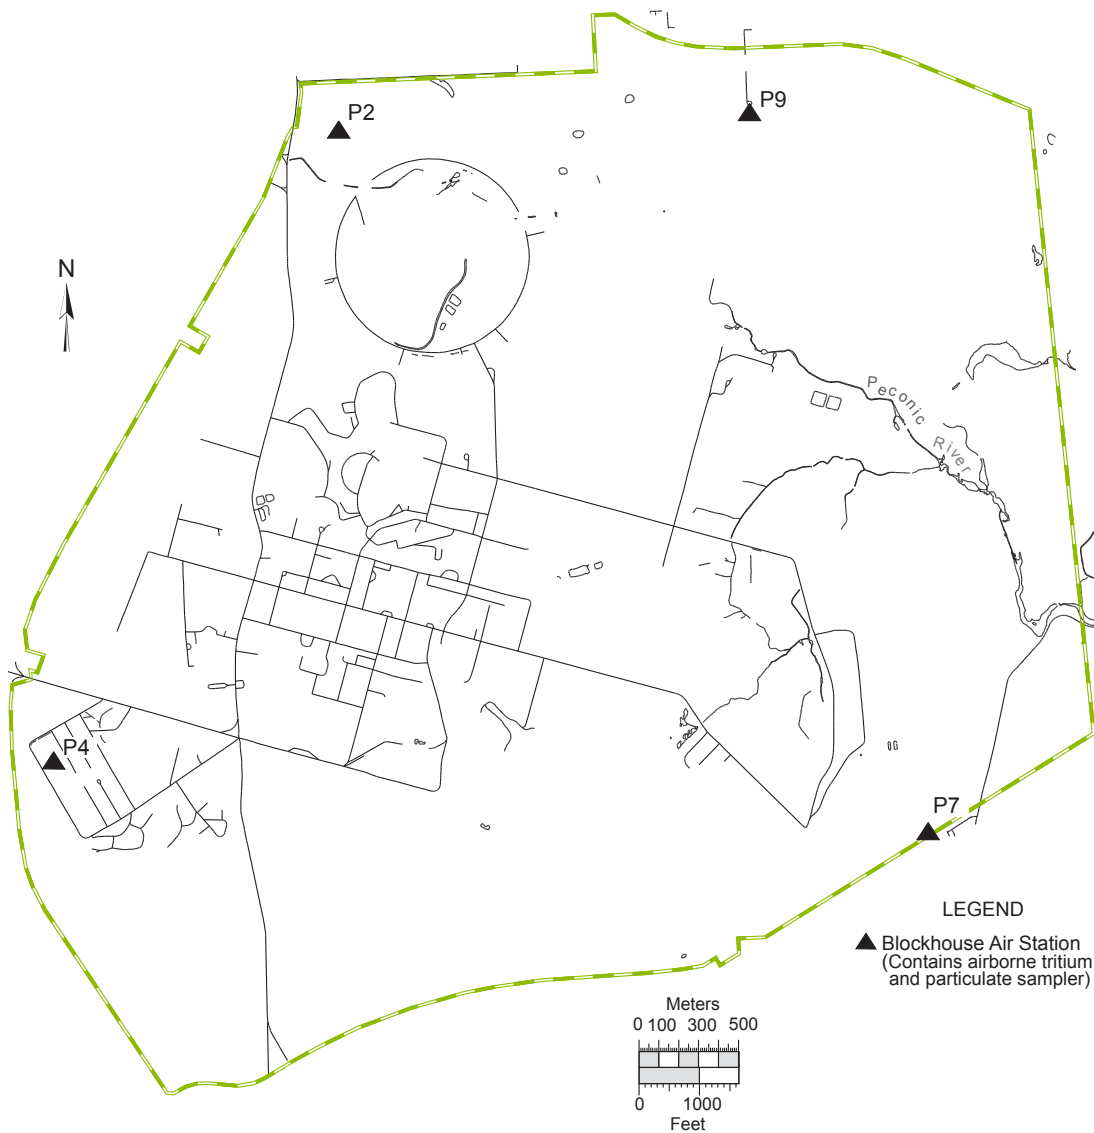 P2
P9
N
Peconic
River
P4
P7
LEGEND
Blockhouse Air Station
(Contains airborne tritium
and particulate sampler)
Meters
0 100 300 500
0 1000
Feet